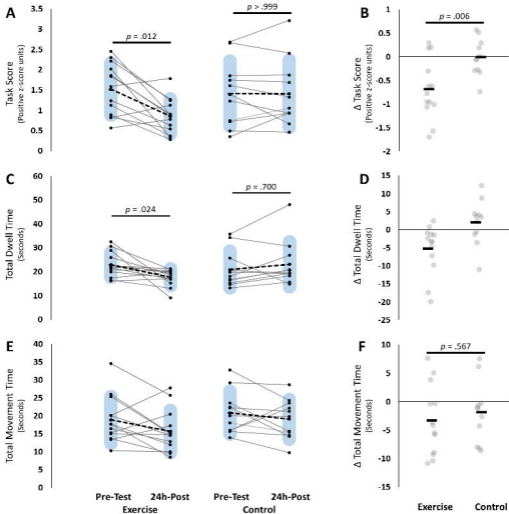 A
Task Score
(Positive z-score units)
3.5
3
2.5
2
1.5
1
0.5
0
p = .012
p > .999
B
Δ Task Score
(Positive z-score units)
1
0.5
0
-0.5
-1
-1.5
-2
p = .006
C
Total Dwell Time
(Seconds)
60
50
40
30
20
10
0
p = .024
p = .700
D
Δ Total Dwell Time
(Seconds)
15
10
5
0
-5
-10
-15
-20
-25
E
Total Movement Time
(Seconds)
40
35
30
25
20
15
10
5
0
Pre-Test 24h-Post Pre-Test 24h-Post
Exercise Control
F
Δ Total Movement Time
(Seconds)
10
5
0
-5
-10
-15
p = .567
Exercise Control